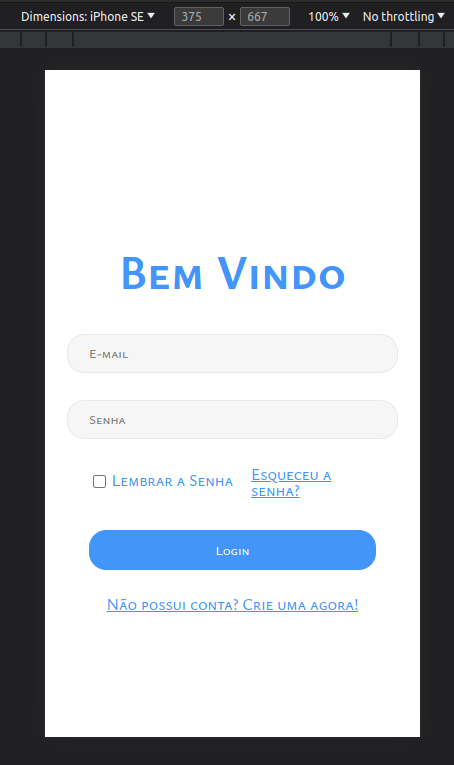 Dimensions: iPhone SE 375 × 667 100% No throttling
Bem Vindo
E-mail
Senha
Lembrar a Senha
Esqueceu a
senha?
Login
Não possui conta? Crie uma agora!